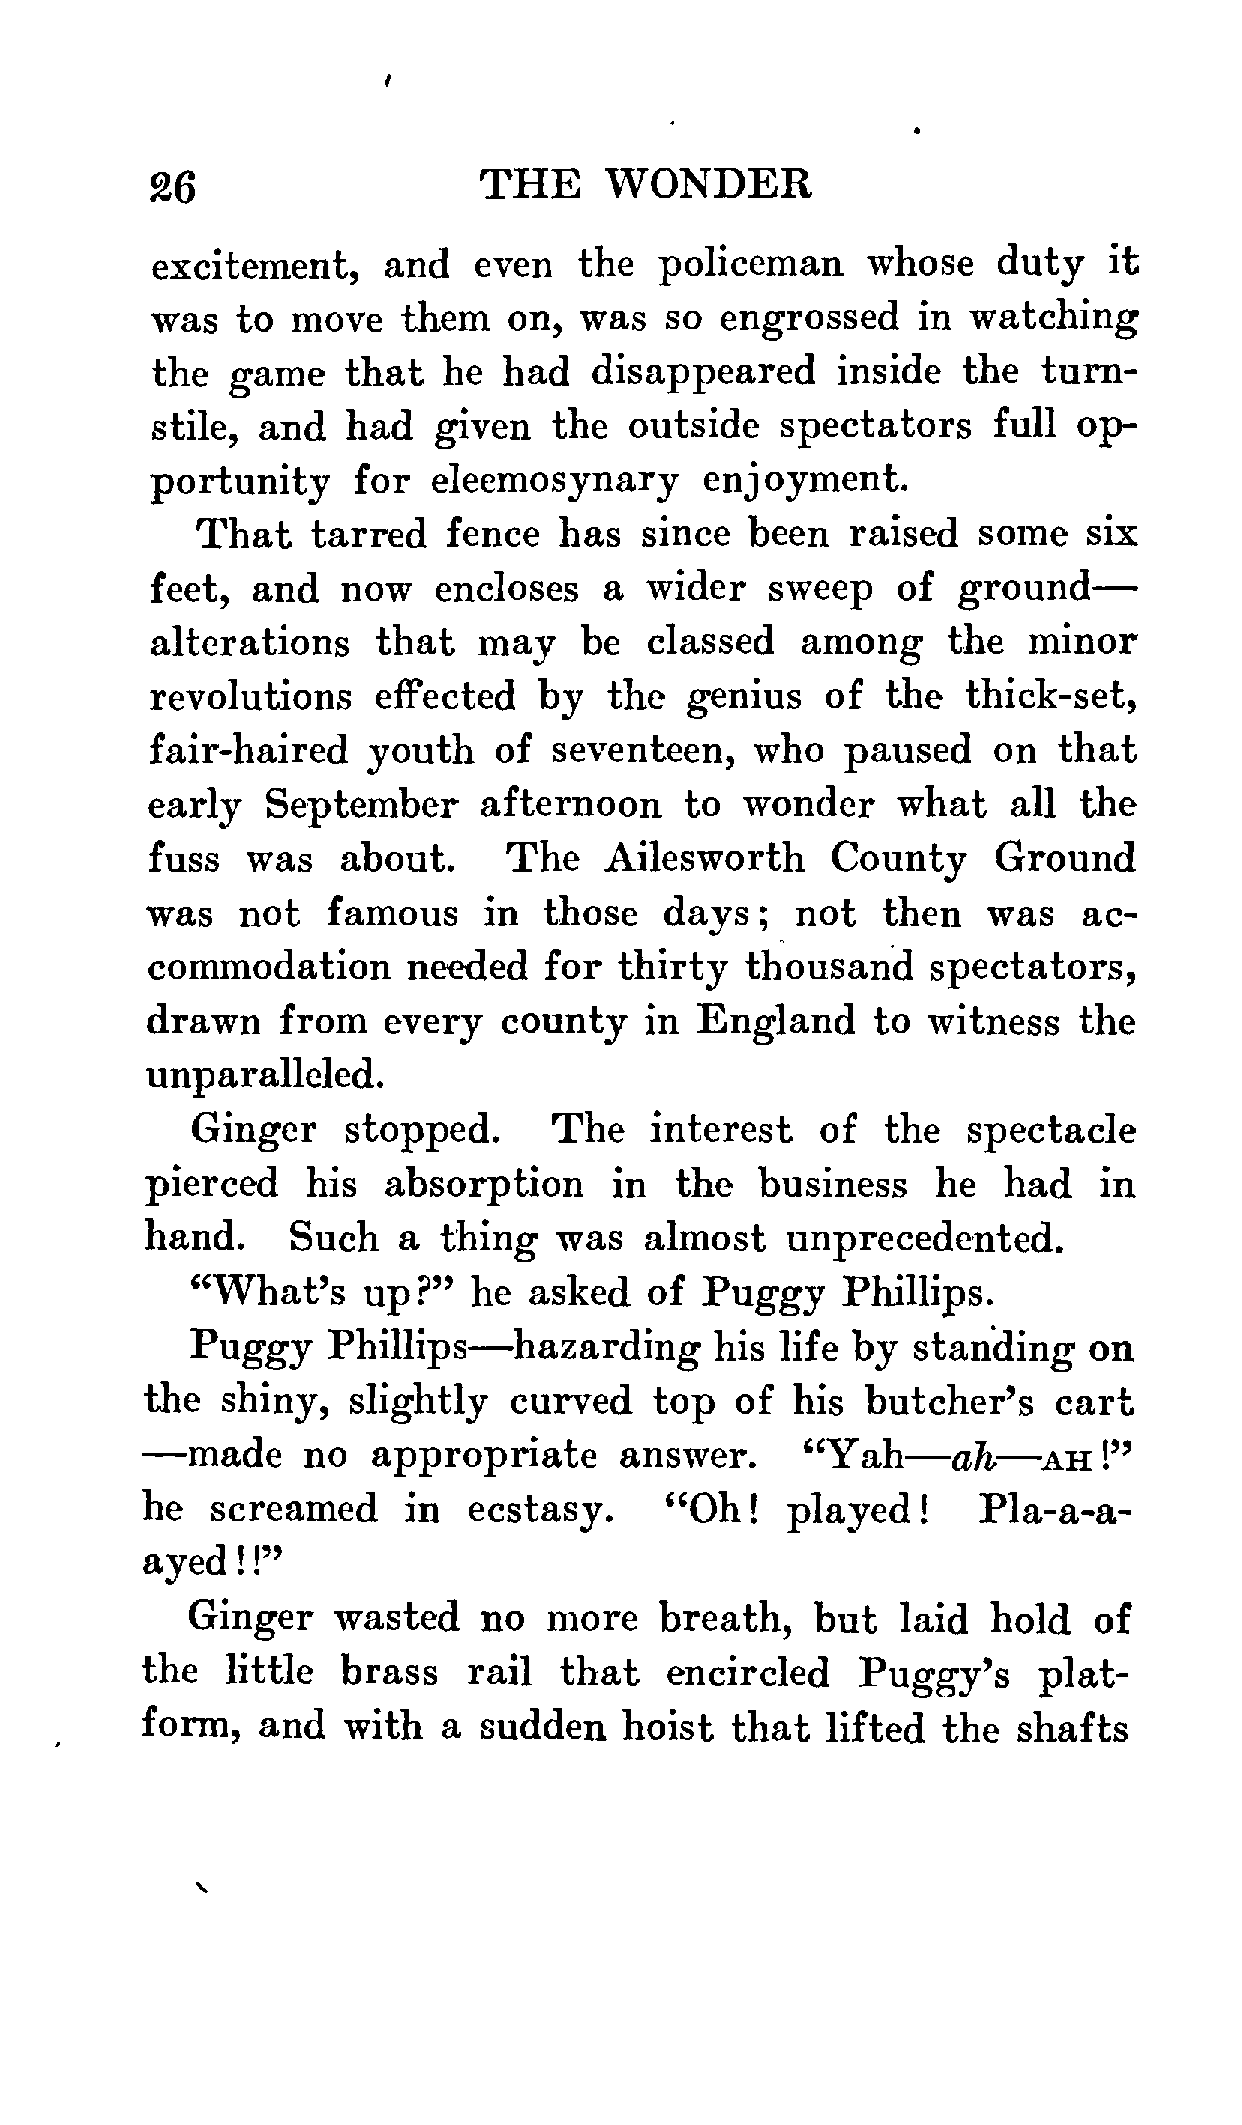 26 THE WONDER
excitement, and even the policeman whose duty it
was to move them on, was so engrossed in watching
the game that he had disappeared inside the turn-
stile, and had given the outside spectators full op-
portunity for eleemosynary enjoyment.
That tarred fence has since been raised some six
feet, and now encloses a wider sweep of ground—
alterations that may be classed among the minor
revolutions effected by the genius of the thick-set,
fair-haired youth of seventeen, who paused on that
early September afternoon to wonder what all the
fuss was about. The Ailesworth County Ground
was not famous in those days; not then was ac-
commodation needed for thirty thousand spectators,
drawn from every county in England to witness the
unparalleled.
Ginger stopped. The interest of the spectacle
pierced his absorption in the business he had in
hand. Such a thing was almost unprecedented.
“What’s up?” he asked of Puggy Phillips.
Puggy Phillips—hazarding his life by standing on
the shiny, slightly curved top of his butcher’s cart
—made no appropriate answer. “Yah—ah—AH!”
he screamed in ecstasy. “Oh! played! Pla-a-a-
ayed!!”
Ginger wasted no more breath, but laid hold of
the little brass rail that encircled Puggy’s plat-
form, and with a sudden hoist that lifted the shafts